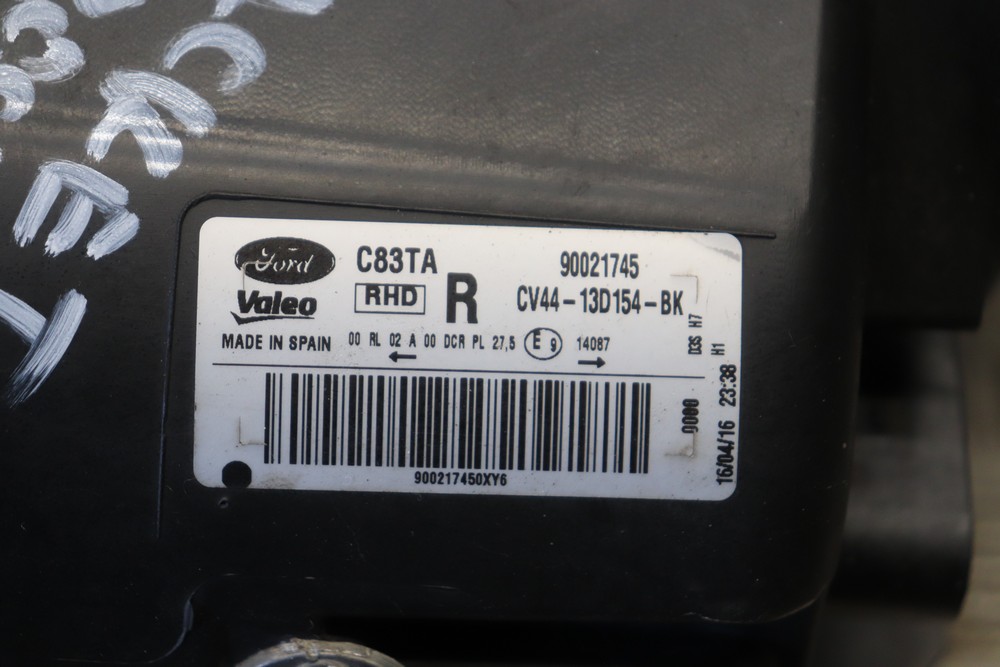 Ford
Valeo
C83TA
RHD
R
90021745
CV44-13D154-BK
MADE IN SPAIN
00 RL 02 A 00 DCR PL 27,5
E 9
14087
900217450XY6
D3S H7
H1
0000
16/04/16 23:38